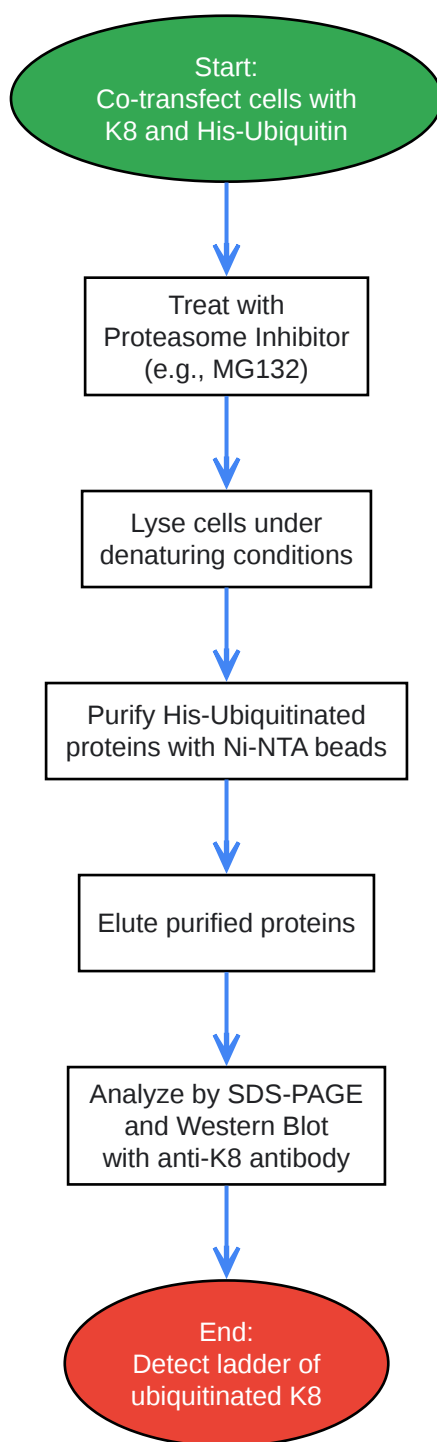 Start:
Co-transfect cells with
K8 and His-Ubiquitin
Treat with
Proteasome Inhibitor
(e.g., MG132)
Lyse cells under
denaturing conditions
Purify His-Ubiquitinated
proteins with Ni-NTA beads
Elute purified proteins
Analyze by SDS-PAGE
and Western Blot
with anti-K8 antibody
End:
Detect ladder of
ubiquitinated K8